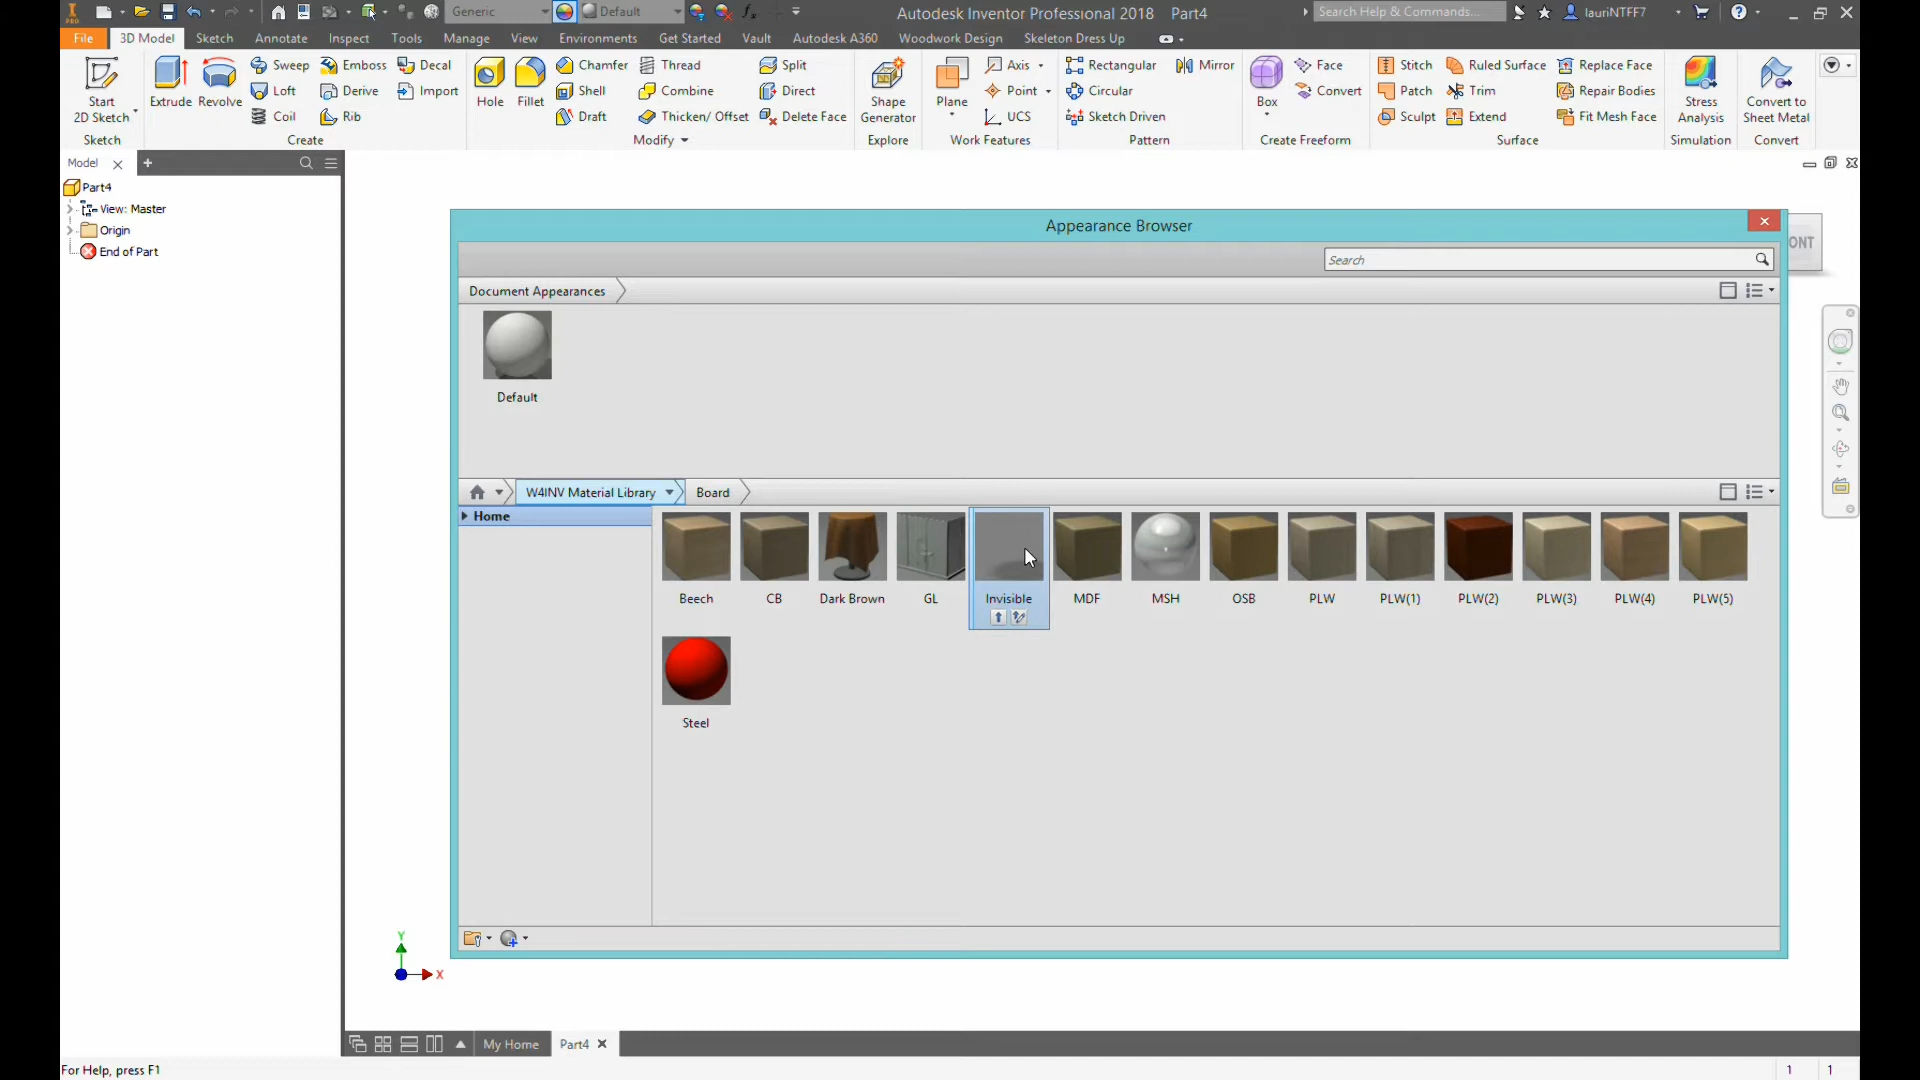 PRO Generic Default Autodesk Inventor Professional 2018 Part4 Search Help & Commands... lauriNTFF7
File 3D Model Sketch Annotate Inspect Tools Manage View Environments Get Started Vault Autodesk A360 Woodwork Design Skeleton Dress Up
Start
2D Sketch
Sketch
Extrude Revolve
Sweep Emboss Decal
Loft Derive Import
Coil Rib
Create
Hole Fillet
Chamfer Thread Split
Shell Combine Direct
Draft Thicken/ Offset Delete Face
Modify
Shape
Generator
Explore
Plane
Axis
Point
UCS
Work Features
Rectangular Mirror
Circular
Sketch Driven
Pattern
Box
Face
Convert
Create Freeform
Stitch Ruled Surface Replace Face
Patch Trim Repair Bodies
Sculpt Extend Fit Mesh Face
Surface
Stress
Analysis
Simulation
Convert to
Sheet Metal
Convert
Model
Part4
View: Master
Origin
End of Part
Appearance Browser
ONT
Search
Document Appearances
Default
W4INV Material Library Board
Home
Beech CB Dark Brown GL Invisible MDF MSH OSB PLW PLW(1) PLW(2) PLW(3) PLW(4) PLW(5)
Steel
Y
X
My Home Part4
For Help, press F1 1 1